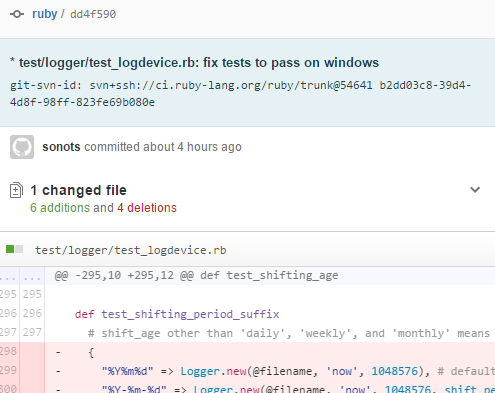 ruby / dd4f590
* test/logger/test_logdevice.rb: fix tests to pass on windows
git-svn-id: svn+ssh://ci.ruby-lang.org/ruby/trunk@54641 b2dd03c8-39d4-
4d8f-98ff-823fe69b080e
sonots committed about 4 hours ago
1 changed file
6 additions and 4 deletions
test/logger/test_logdevice.rb
... ... @@ -295,10 +295,12 @@ def test_shifting_age
295 295
296 296 def test_shifting_period_suffix
297 297 # shift_age other than 'daily', 'weekly', and 'monthly' means
298 - {
299 - "%Y%m%d" => Logger.new(@filename, 'now', 1048576), # default
300 - "%Y-%m-%d" => Logger.new(@filename, 'now', 1048576, shift_pe